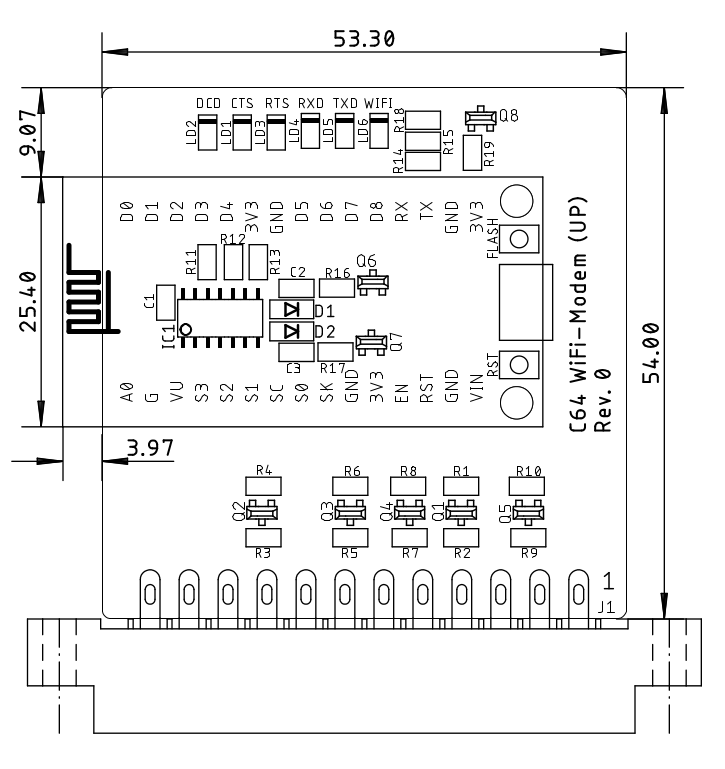 53.30
DCD CTS RTS RXD TXD WIFI
LD2 LD1 LD3 LD4 LD5 LD6
R18
R15
R14
Q8
R19
9.07
D0 D1 D2 D3 D4 3V3 GND D5 D6 D7 D8 RX TX GND 3V3
FLASH
R11 R12 R13
C2 R16 Q6
C1
IC1
D1
D2
C3 R17 Q7
25.40
RST
A0 G VU S3 S2 S1 SC S0 SK GND 3V3 EN RST GND VIN
C64 WiFi-Modem (UP)
Rev. 0
54.00
3.97
R4 R6 R8 R1 R10
Q2 Q3 Q4 Q1 Q5
R3 R5 R7 R2 R9
1
J1